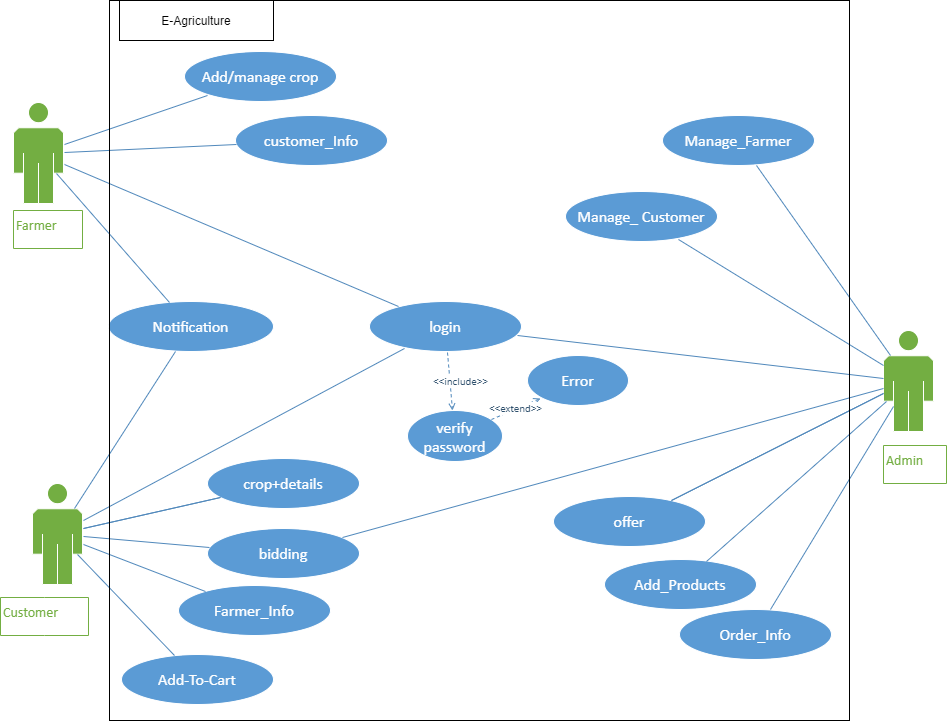 E-Agriculture
Add/manage crop
customer_Info
Manage_Farmer
Farmer
Manage_ Customer
Notification
login
<<include>>
Error
<<extend>>
verify
password
Admin
crop+details
offer
bidding
Add_Products
Customer
Farmer_Info
Order_Info
Add-To-Cart